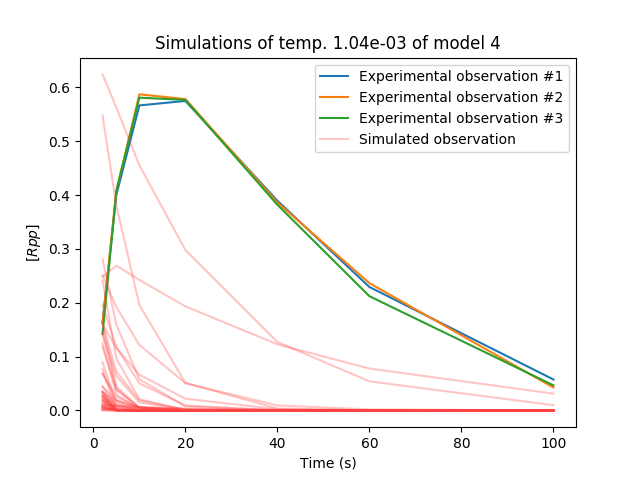 Simulations of temp. 1.04e-03 of model 4
Experimental observation #1
Experimental observation #2
Experimental observation #3
Simulated observation
[Rpp]
0.6
0.5
0.4
0.3
0.2
0.1
0.0
0 20 40 60 80 100
Time (s)